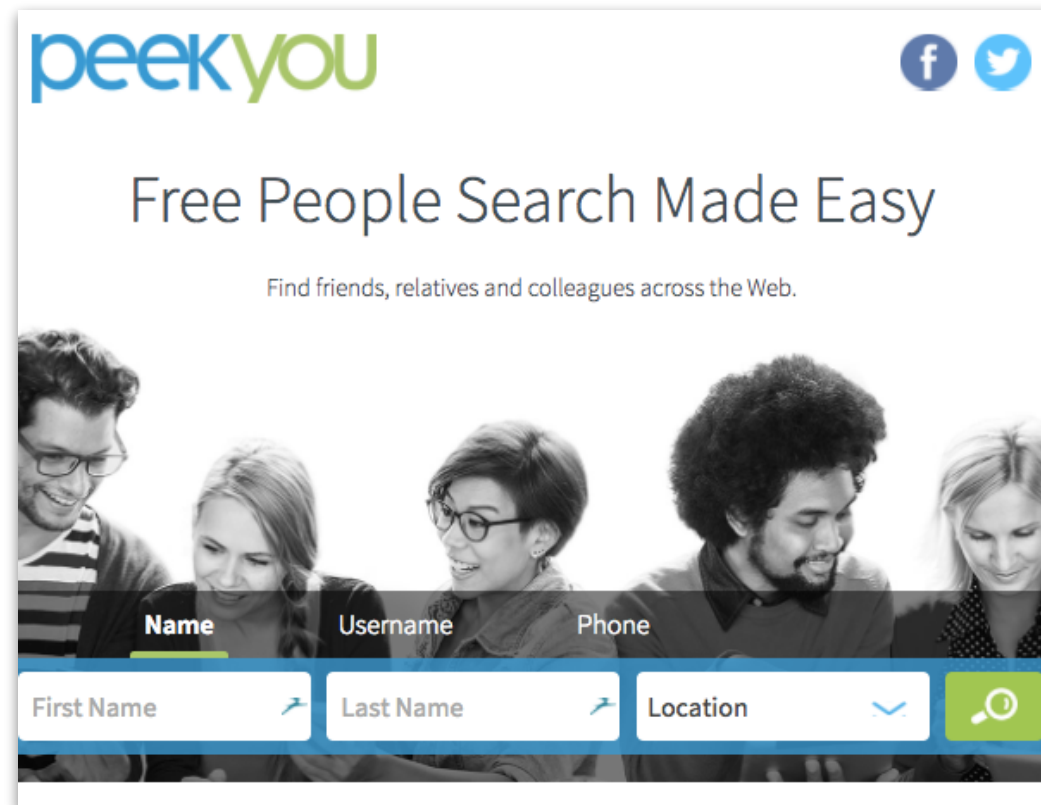 peekyou
Free People Search Made Easy
Find friends, relatives and colleagues across the Web.
Name Username Phone
First Name Last Name Location